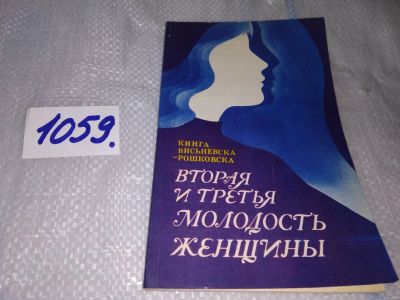 1059.
КИНГА
ВИСЬНЕВСКА
-РОШКОВСКА
ВТОРАЯ
И ТРЕТЬЯ
МОЛОДОСТЬ
ЖЕНЩИНЫ